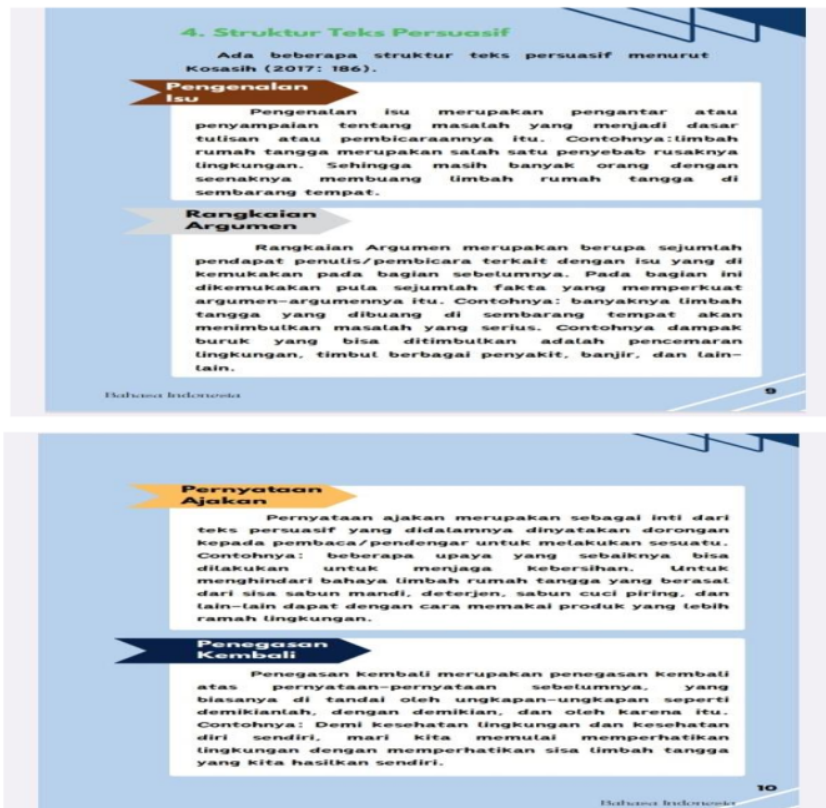 4. Struktur Teks Persuasif
Ada beberapa struktur teks persuasif menurut
Kosasih (2017: 186).
Pengenalan
Isu
Pengenalan isu merupakan pengantar atau
penyampaian tentang masalah yang menjadi dasar
tulisan atau pembicaraannya itu. Contohnya:limbah
rumah tangga merupakan salah satu penyebab rusaknya
lingkungan. Sehingga masih banyak orang dengan
seenaknya membuang limbah rumah tangga di
sembarang tempat.
Rangkaian
Argumen
Rangkaian Argumen merupakan berupa sejumlah
pendapat penulis/pembicara terkait dengan isu yang di
kemukakan pada bagian sebelumnya. Pada bagian ini
dikemukakan pula sejumlah fakta yang memperkuat
argumen-argumennya itu. Contohnya: banyaknya limbah
tangga yang dibuang di sembarang tempat akan
menimbulkan masalah yang serius. Contohnya dampak
buruk yang bisa ditimbulkan adalah pencemaran
lingkungan, timbul berbagai penyakit, banjir, dan lain-
lain.
Bahasa Indonesia
9
Pernyataan
Ajakan
Pernyataan ajakan merupakan sebagai inti dari
teks persuasif yang didalamnya dinyatakan dorongan
kepada pembaca/pendengar untuk melakukan sesuatu.
Contohnya: beberapa upaya yang sebaiknya bisa
dilakukan untuk menjaga kebersihan. Untuk
menghindari bahaya limbah rumah tangga yang berasal
dari sisa sabun mandi, deterjen, sabun cuci piring, dan
lain-lain dapat dengan cara memakai produk yang lebih
ramah lingkungan.
Penegasan
Kembali
Penegasan kembali merupakan penegasan kembali
atas pernyataan-pernyataan sebelumnya, yang
biasanya di tandai oleh ungkapan-ungkapan seperti
demikianlah, dengan demikian, dan oleh karena itu.
Contohnya: Demi kesehatan lingkungan dan kesehatan
diri sendiri, mari kita memulai memperhatikan
lingkungan dengan memperhatikan sisa limbah tangga
yang kita hasilkan sendiri.
10
Bahasa Indonesia